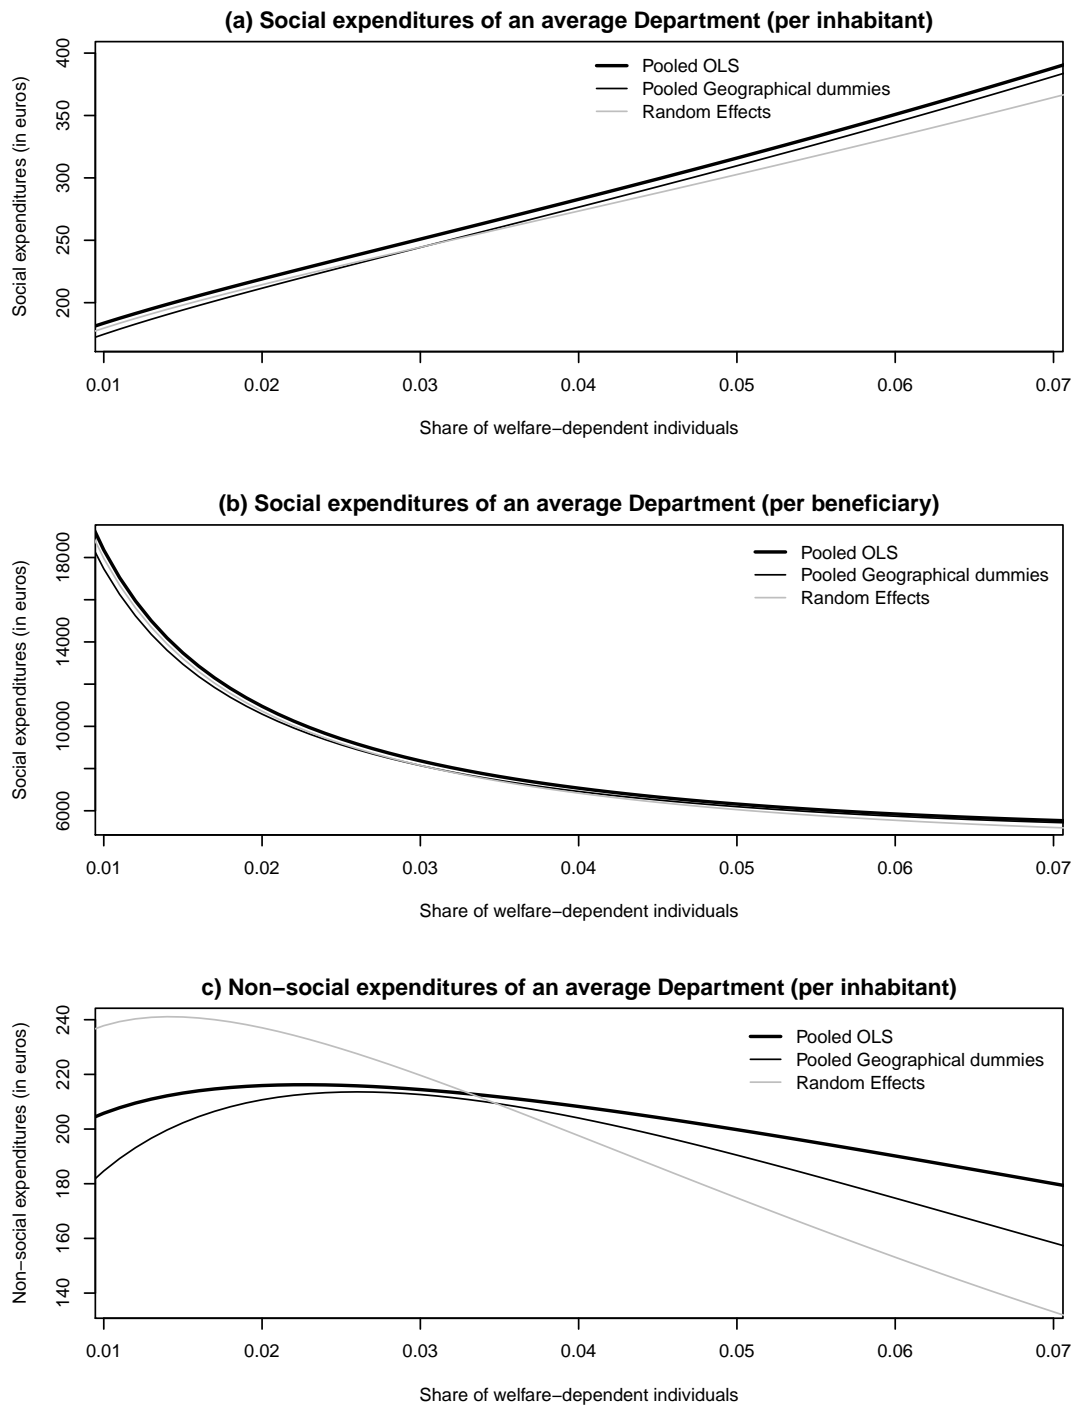 (a) Social expenditures of an average Department (per inhabitant)
Social expenditures (in euros)
400
350
300
250
200
Pooled OLS
Pooled Geographical dummies
Random Effects
0.01 0.02 0.03 0.04 0.05 0.06 0.07
Share of welfare−dependent individuals
(b) Social expenditures of an average Department (per beneficiary)
Social expenditures (in euros)
18000
14000
10000
6000
Pooled OLS
Pooled Geographical dummies
Random Effects
0.01 0.02 0.03 0.04 0.05 0.06 0.07
Share of welfare−dependent individuals
c) Non−social expenditures of an average Department (per inhabitant)
Non−social expenditures (in euros)
240
220
200
180
160
140
Pooled OLS
Pooled Geographical dummies
Random Effects
0.01 0.02 0.03 0.04 0.05 0.06 0.07
Share of welfare−dependent individuals